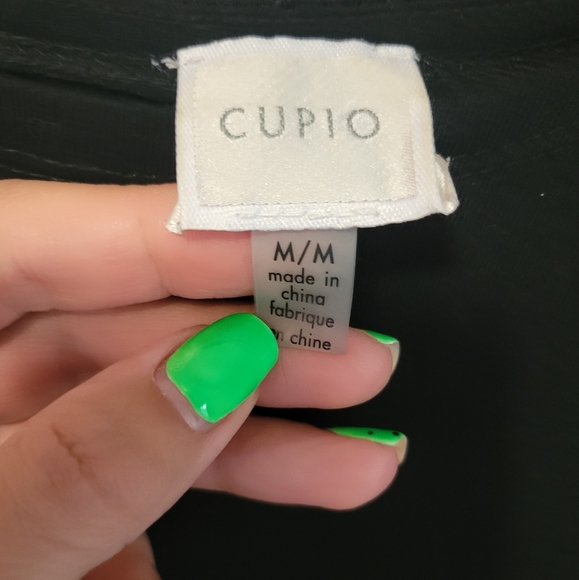 CUPIO
M/M
made in
china
fabrique
n chine